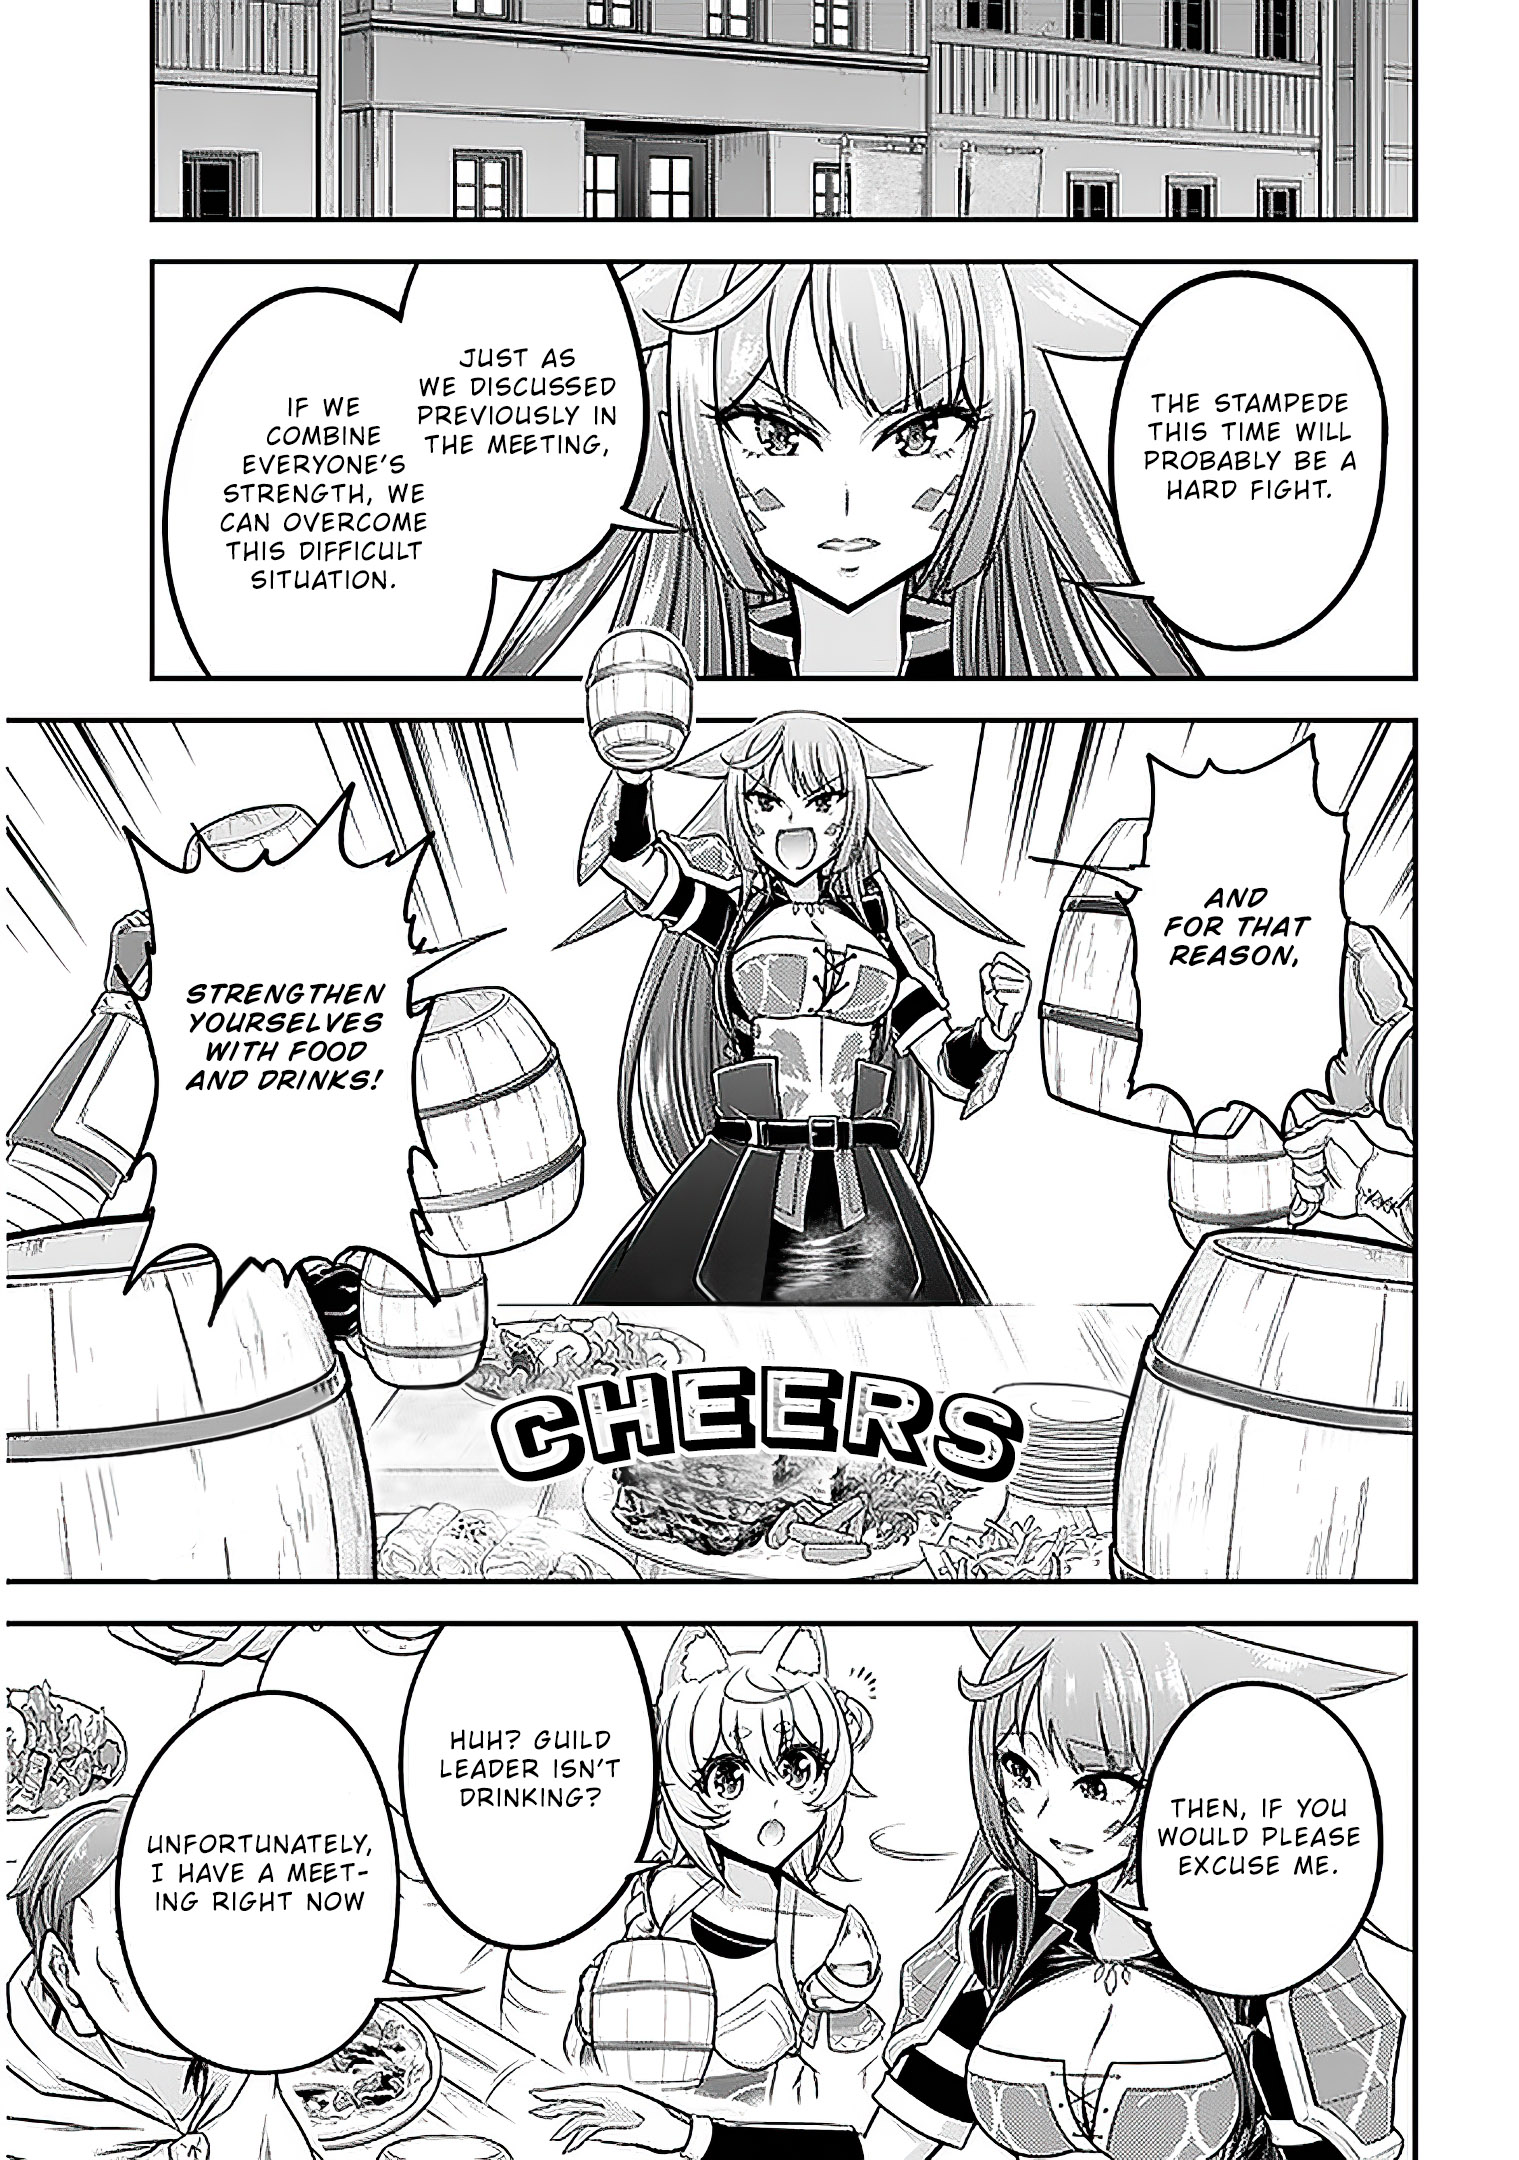 THE STAMPEDE
THIS TIME WILL
PROBABLY BE A
HARD FIGHT.
JUST AS
WE DISCUSSED
PREVIOUSLY IN
THE MEETING,
IF WE
COMBINE
EVERYONE'S
STRENGTH, WE
CAN OVERCOME
THIS DIFFICULT
SITUATION.
AND
FOR THAT
REASON,
STRENGTHEN
YOURSELVES
WITH FOOD
AND DRINKS!
CHEERS
THEN, IF YOU
WOULD PLEASE
EXCUSE ME.
HUH? GUILD
LEADER ISN'T
DRINKING?
UNFORTUNATELY,
I HAVE A MEET-
ING RIGHT NOW